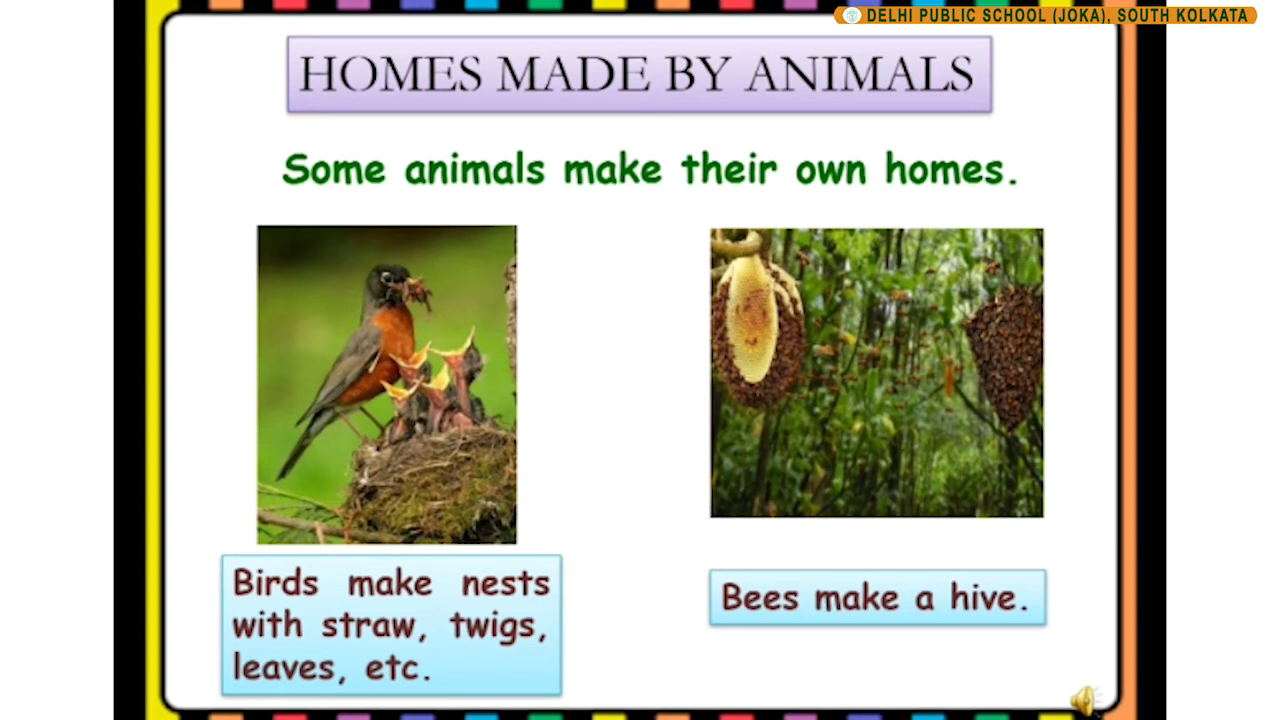 DELHI PUBLIC SCHOOL (JOKA), SOUTH KOLKATA
HOMES MADE BY ANIMALS
Some animals make their own homes.
Birds make nests
with straw, twigs,
leaves, etc.
Bees make a hive.